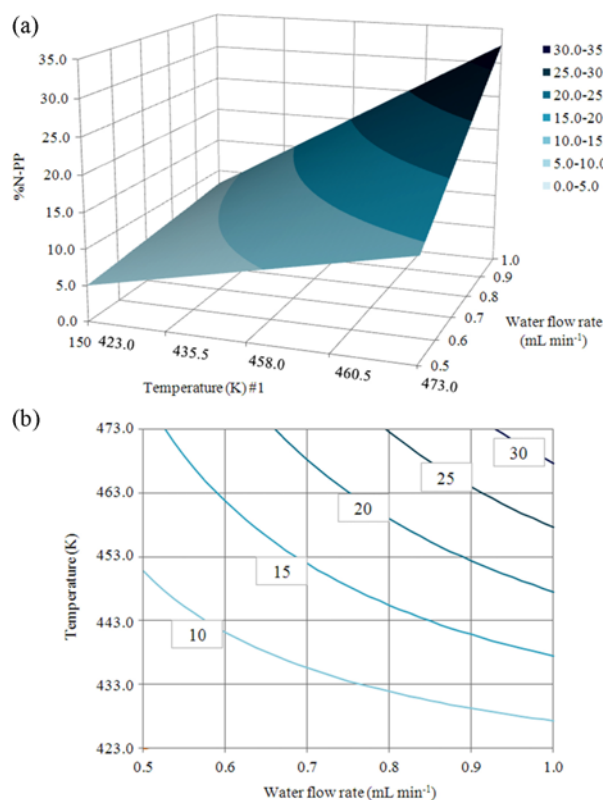 (a)
35.0
30.0
25.0
20.0
15.0
10.0
5.0
0.0
%N-PP
150 423.0 435.5 458.0 460.5 473.0
Temperature (K) #1
0.5 0.6 0.7 0.8 0.9 1.0
Water flow rate
(mL min⁻¹)
30.0-35
25.0-30
20.0-25
15.0-20
10.0-15
5.0-10.0
0.0-5.0
(b)
473.0
463.0
453.0
443.0
433.0
423.0
Temperature (K)
30
25
20
15
10
0.5 0.6 0.7 0.8 0.9 1.0
Water flow rate (mL min⁻¹)